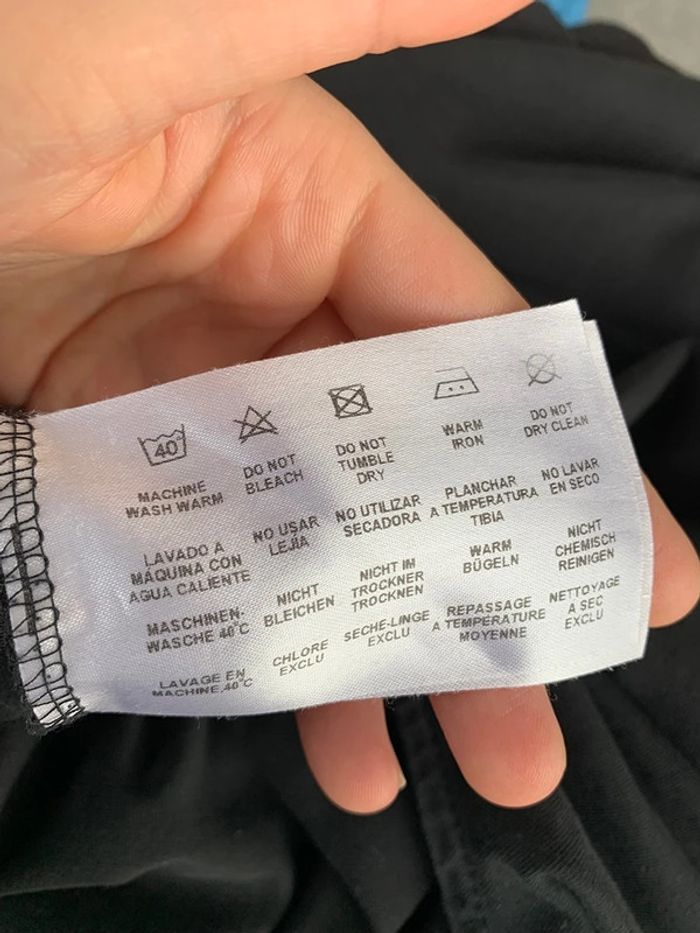 40
MACHINE
WASH WARM
DO NOT
BLEACH
DO NOT
TUMBLE
DRY
WARM
IRON
DO NOT
DRY CLEAN
LAVADO A
MÁQUINA CON
AGUA CALIENTE
NO USAR
LEJÍA
NO UTILIZAR
SECADORA
PLANCHAR
A TEMPERATURA
TIBIA
NO LAVAR
EN SECO
MASCHINEN-
WASCHE 40°C
NICHT
BLEICHEN
NICHT IM
TROCKNER
TROCKNEN
WARM
BÜGELN
NICHT
CHEMISCH
REINIGEN
LAVAGE EN
MACHINE,40°C
CHLORE
EXCLU
SECHE-LINGE
EXCLU
REPASSAGE
A TEMPERATURE
MOYENNE
NETTOYAGE
A SEC
EXCLU